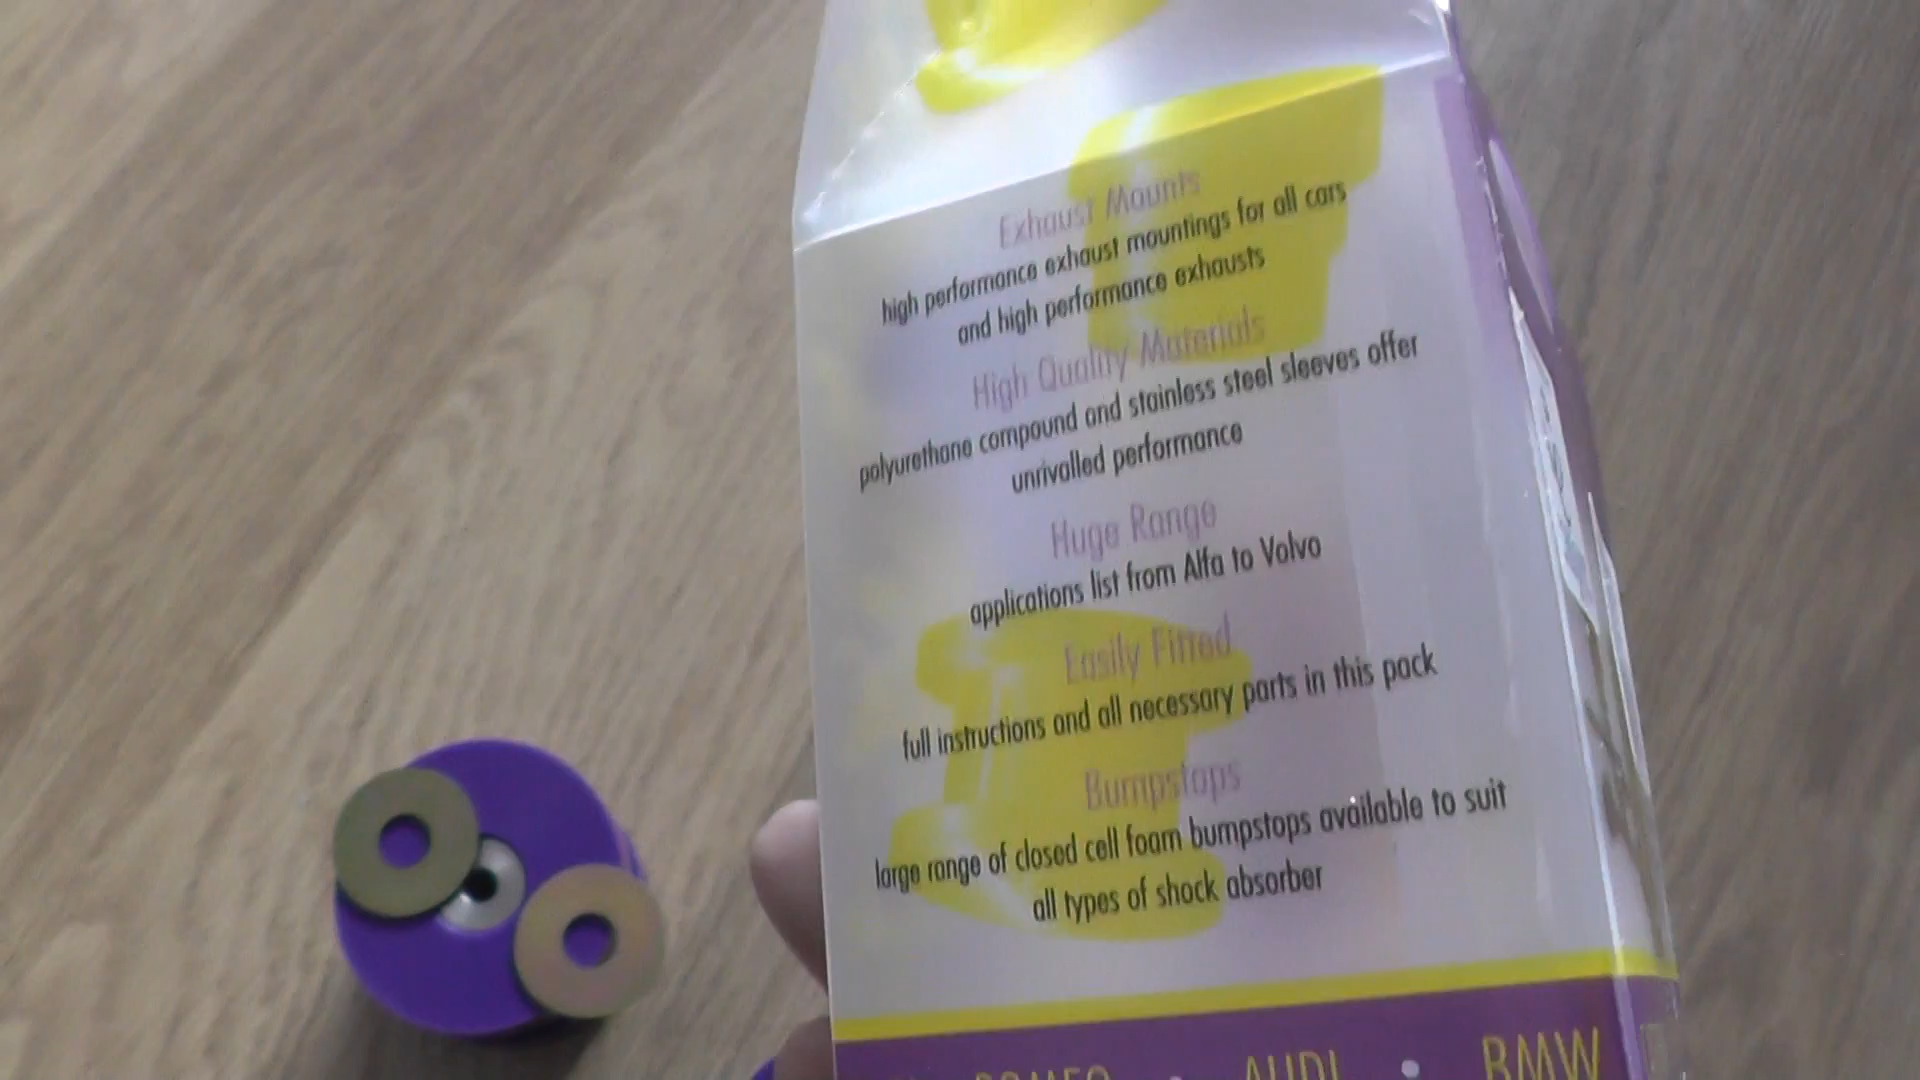 Exhaust Mounts
high performance exhaust mountings for all cars
and high performance exhausts
High Quality Materials
polyurethane compound and stainless steel sleeves offer
unrivalled performance
Huge Range
applications list from Alfa to Volvo
Easily Fitted
full instructions and all necessary parts in this pack
Bumpstops
large range of closed cell foam bumpstops available to suit
all types of shock absorber
ROMEO • AUDI • BMW